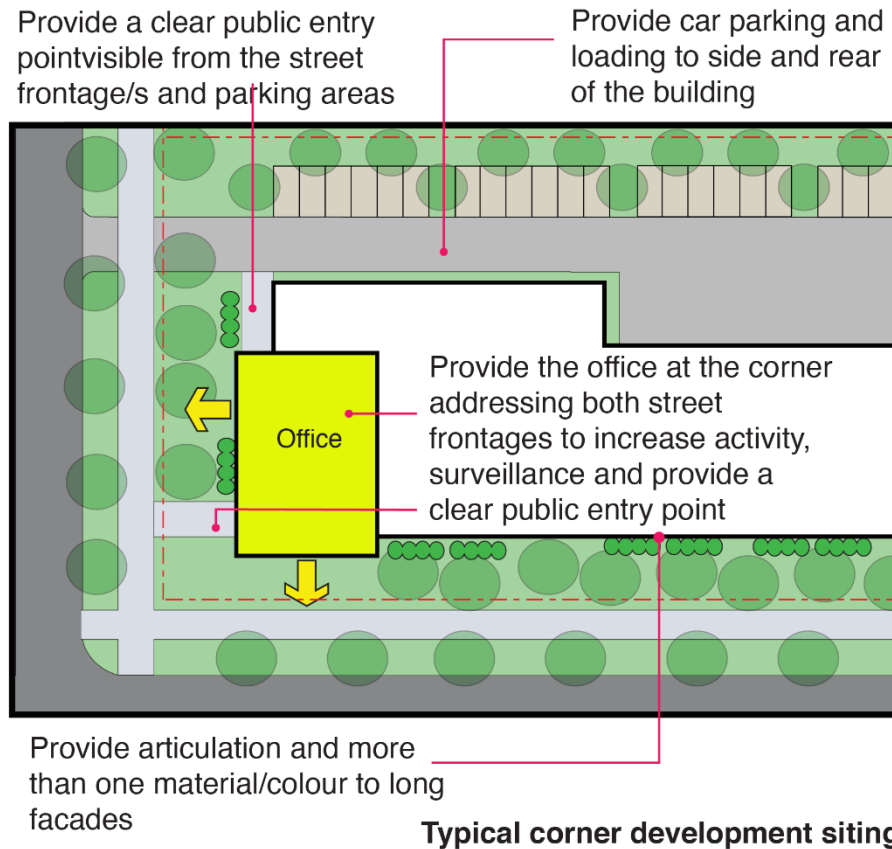 Provide a clear public entry
pointvisible from the street
frontage/s and parking areas
Provide car parking and
loading to side and rear
of the building
Provide the office at the corner
addressing both street
frontages to increase activity,
surveillance and provide a
clear public entry point
Office
Provide articulation and more
than one material/colour to long
facades
Typical corner development siting